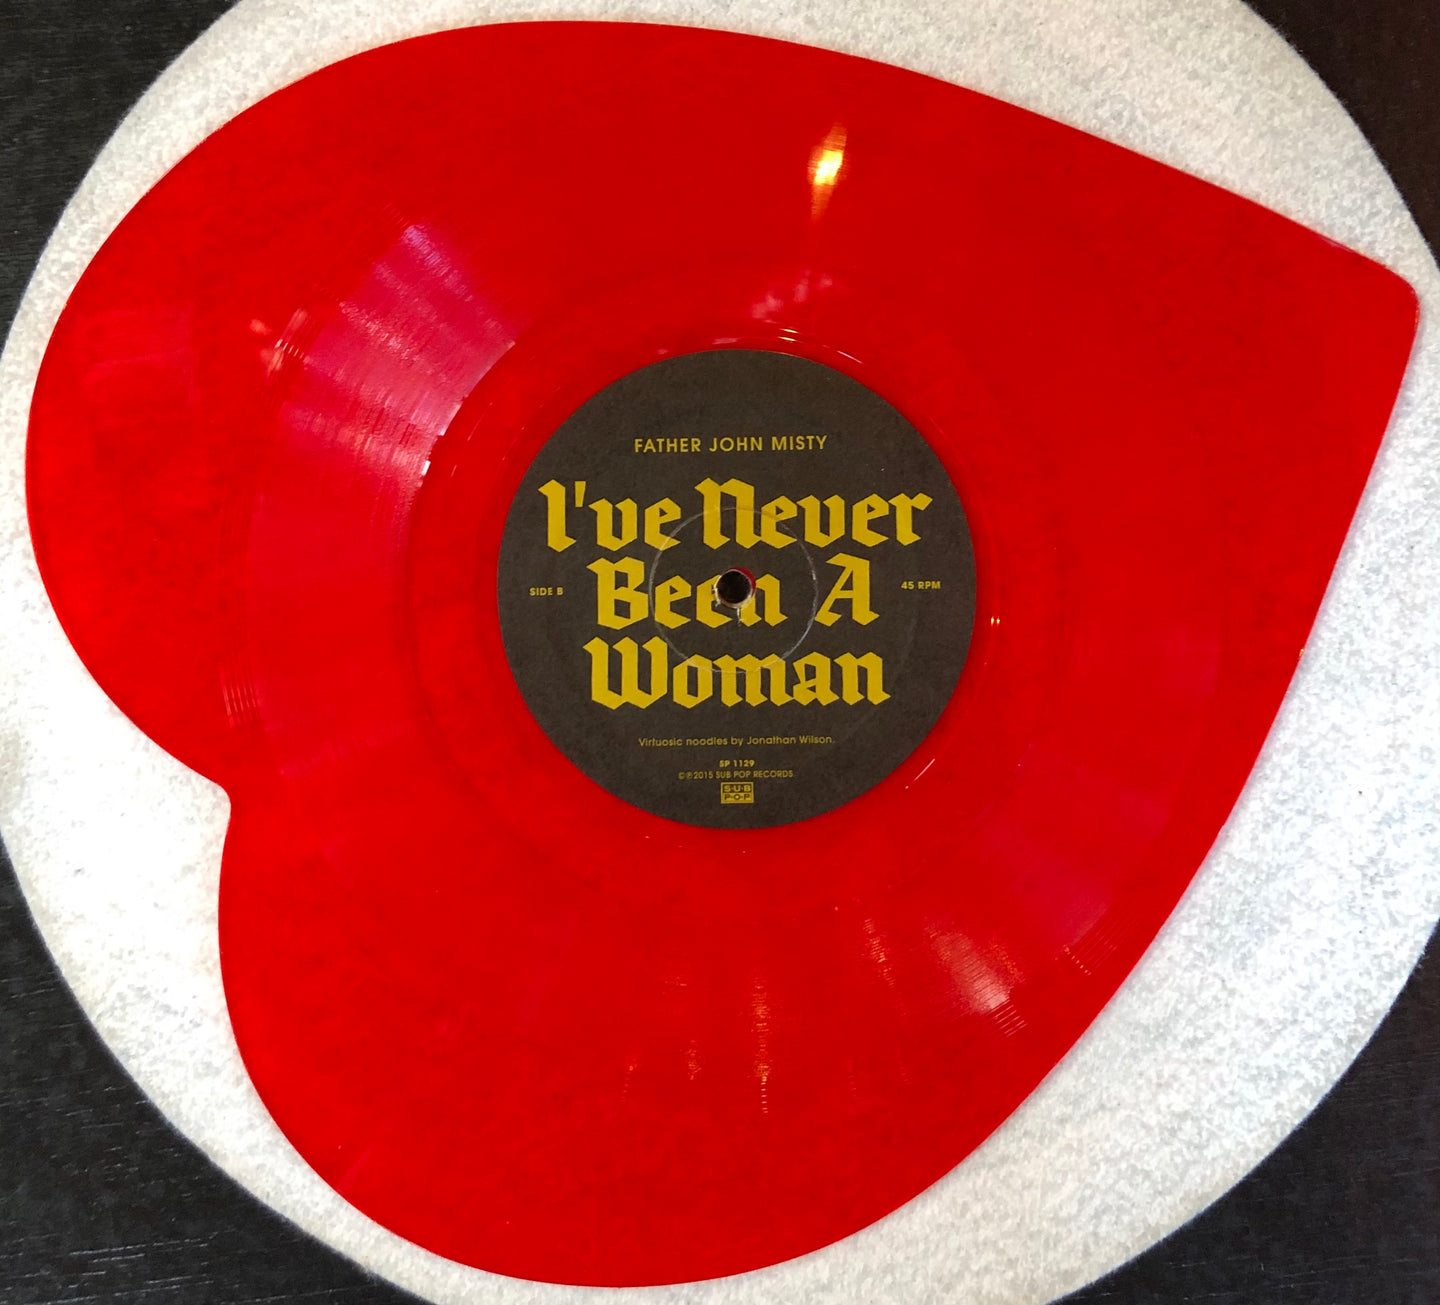 FATHER JOHN MISTY
I've Never
Been A
Woman
SIDE B
45 RPM
Virtuosic noodles by Jonathan Wilson.
SP 1129
©℗2015 SUB POP RECORDS.
SUB
POP